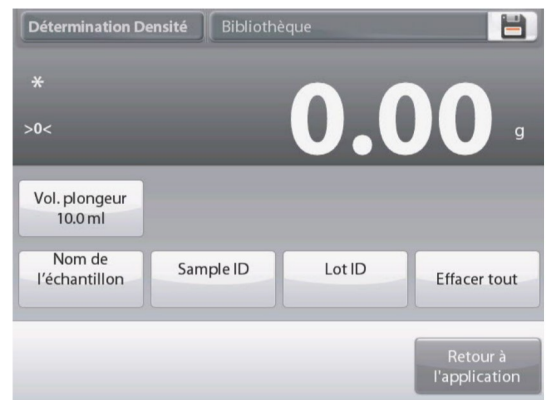 Détermination Densité Bibliothèque
*
>0<
0.00 g
Vol. plongeur
10.0 ml
Nom de
l'échantillon
Sample ID
Lot ID
Effacer tout
Retour à
l'application